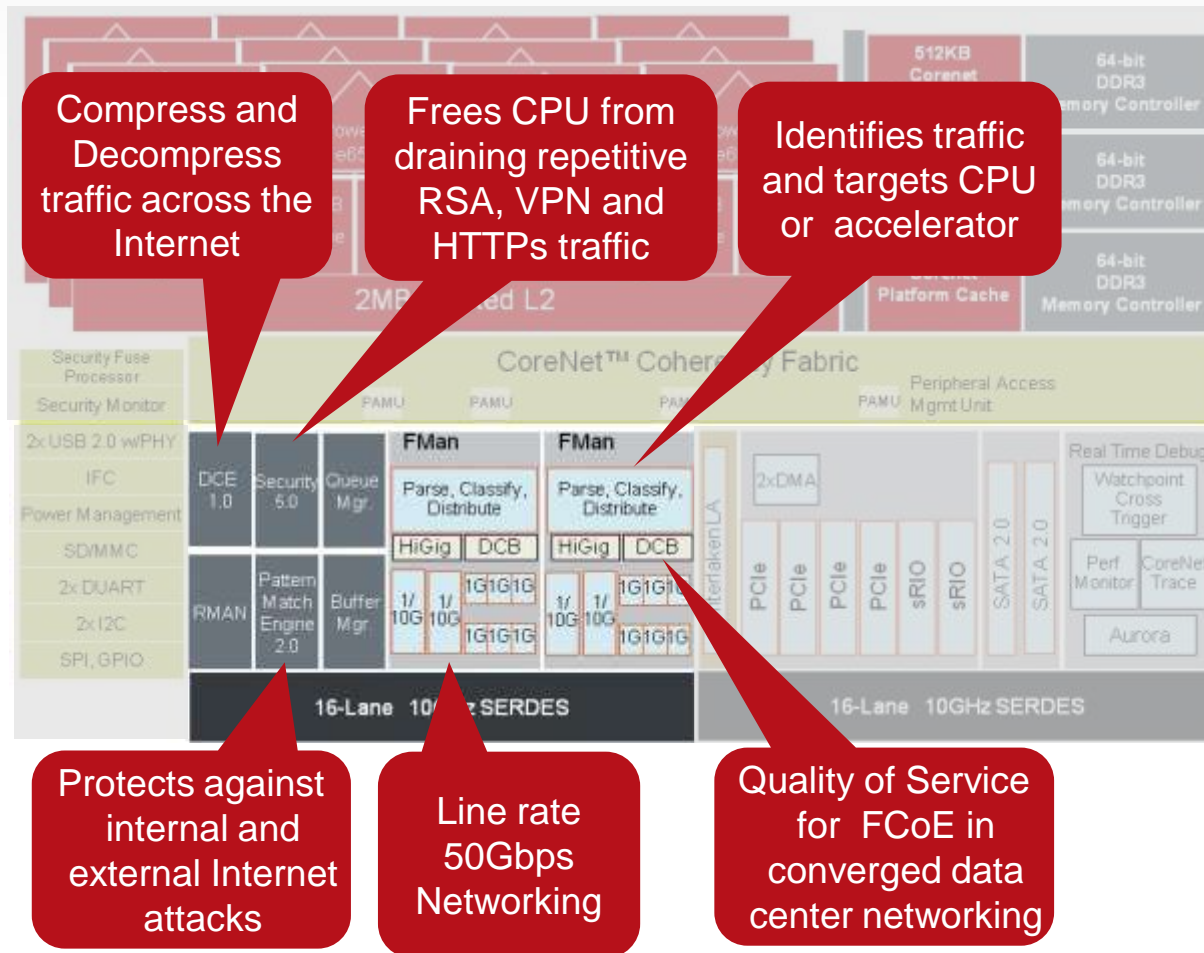 Compress and
Decompress
traffic across the
Internet
Frees CPU from
draining repetitive
RSA, VPN and
HTTPs traffic
Identifies traffic
and targets CPU
or accelerator
512KB
Corenet
Platform Cache
64-bit
DDR3
Memory Controller
64-bit
DDR3
Memory Controller
64-bit
DDR3
Memory Controller
2MB
L2
Security Fuse
Processor
Security Monitor
CoreNet™
Fabric
PAMU
PAMU
PAMU
Peripheral Access
Mgmt Unit
2x USB 2.0 w/PHY
IFC
Power Management
SD/MMC
2x DUART
2x I2C
SPI, GPIO
DCE
1.0
Security
5.0
Queue
Mgr.
RMAN
Pattern
Match
Engine
2.0
Buffer
Mgr
FMan
Parse, Classify,
Distribute
HiGig
DCB
1/
10G
1/
10G
1G 1G 1G
1G 1G 1G
FMan
Parse, Classify,
Distribute
HiGig
DCB
1/
10G
1/
10G
1G 1G 1G
1G 1G 1G
Interlaken LA
2xDMA
PCIe
PCIe
PCIe
PCIe
sRIO
sRIO
SATA 2.0
SATA 2.0
Real Time Debug
Watchpoint
Cross
Trigger
Perf
Monitor
CoreNet
Trace
Aurora
16-Lane
SERDES
16-Lane 10GHz SERDES
Protects against
internal and
external Internet
attacks
Line rate
50Gbps
Networking
Quality of Service
for FCoE in
converged data
center networking